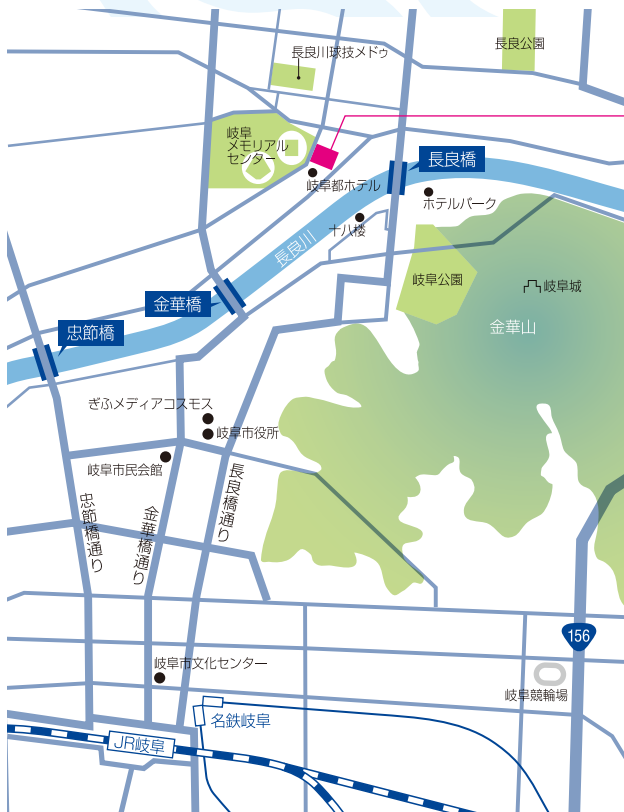 長良公園
長良川球技メドゥ
岐阜
メモリアル
センター
長良橋
岐阜都ホテル
ホテルパーク
十八楼
長良川
岐阜公園
岐阜城
金華橋
金華山
忠節橋
ぎふメディアコスモス
岐阜市役所
岐阜市民会館
長良橋通り
忠節橋通り
金華橋通り
156
岐阜市文化センター
岐阜競輪場
名鉄岐阜
JR岐阜